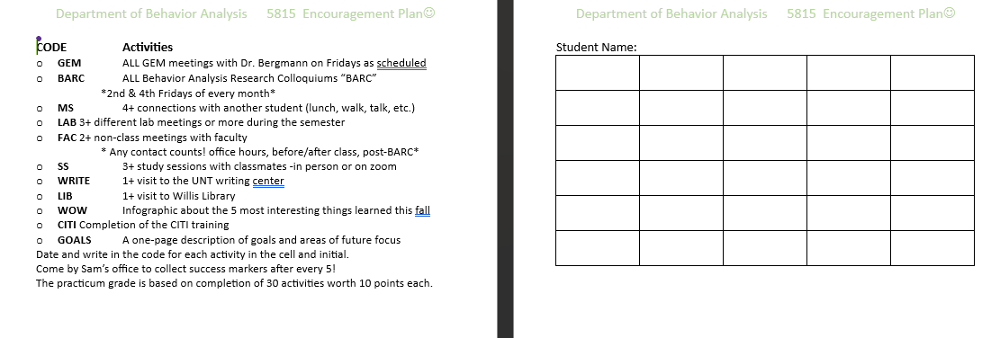 Department of Behavior Analysis 5815 Encouragement Plan☺
CODE Activities
o GEM ALL GEM meetings with Dr. Bergmann on Fridays as scheduled
o BARC ALL Behavior Analysis Research Colloquiums “BARC”
*2nd & 4th Fridays of every month*
o MS 4+ connections with another student (lunch, walk, talk, etc.)
o LAB 3+ different lab meetings or more during the semester
o FAC 2+ non-class meetings with faculty
* Any contact counts! office hours, before/after class, post-BARC*
o SS 3+ study sessions with classmates -in person or on zoom
o WRITE 1+ visit to the UNT writing center
o LIB 1+ visit to Willis Library
o WOW Infographic about the 5 most interesting things learned this fall
o CITI Completion of the CITI training
o GOALS A one-page description of goals and areas of future focus
Date and write in the code for each activity in the cell and initial.
Come by Sam’s office to collect success markers after every 5!
The practicum grade is based on completion of 30 activities worth 10 points each.
Department of Behavior Analysis 5815 Encouragement Plan☺
Student Name: